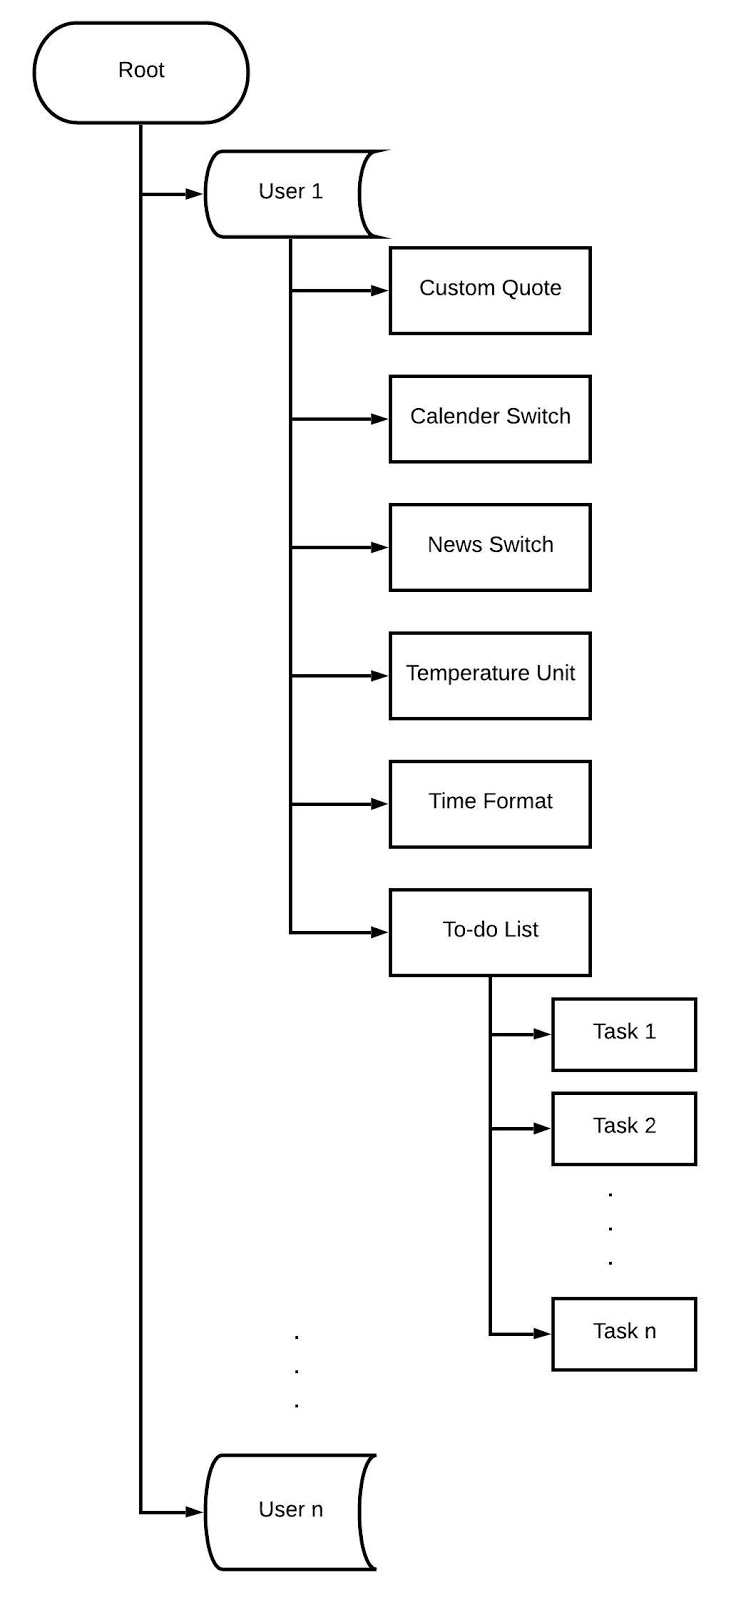 Root
User 1
Custom Quote
Calender Switch
News Switch
Temperature Unit
Time Format
To-do List
Task 1
Task 2
.
.
.
Task n
.
.
.
User n